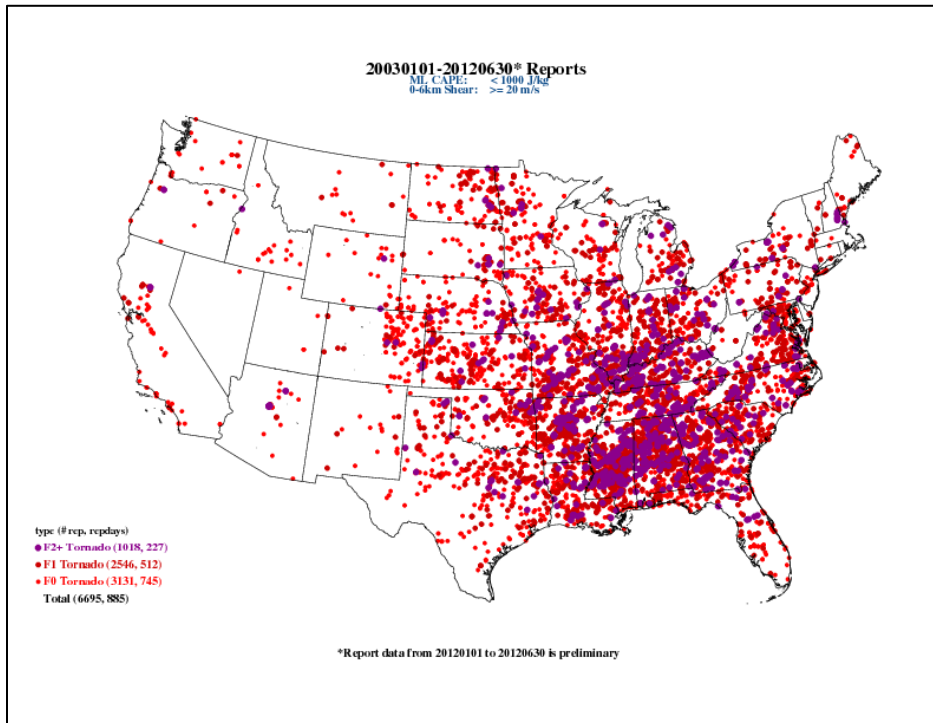 20030101-20120630* Reports
ML CAPE: < 1000 J/kg
0-6km Shear: >= 20 m/s
type (# rep, repdays)
F2+ Tornado (1018, 227)
F1 Tornado (2546, 512)
F0 Tornado (3131, 745)
Total (6695, 885)
*Report data from 20120101 to 20120630 is preliminary